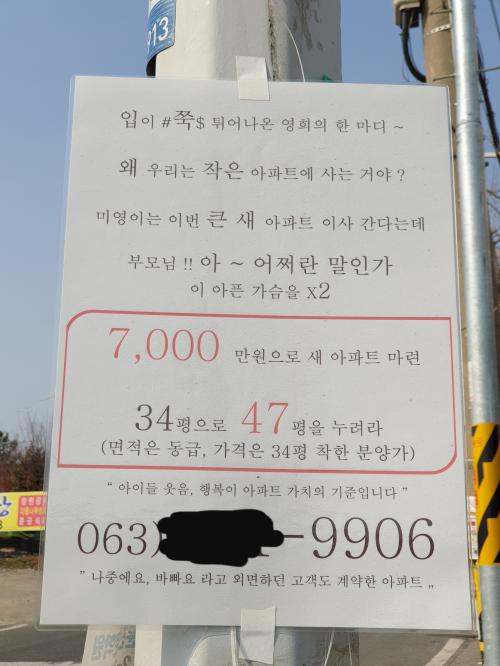 913
입이 #쭉$ 튀어나온 영희의 한 마디 ~
왜 우리는 작은 아파트에 사는 거야 ?
미영이는 이번 큰 새 아파트 이사 간다는데
부모님 !! 아 ~ 어쩌란 말인가
이 아픈 가슴을 x2
7,000 만원으로 새 아파트 마련
34평으로 47 평을 누려라
(면적은 동급, 가격은 34평 착한 분양가)
“ 아이들 웃음, 행복이 아파트 가치의 기준입니다 ”
063) -9906
” 나중에요, 바빠요 라고 외면하던 고객도 계약한 아파트 „